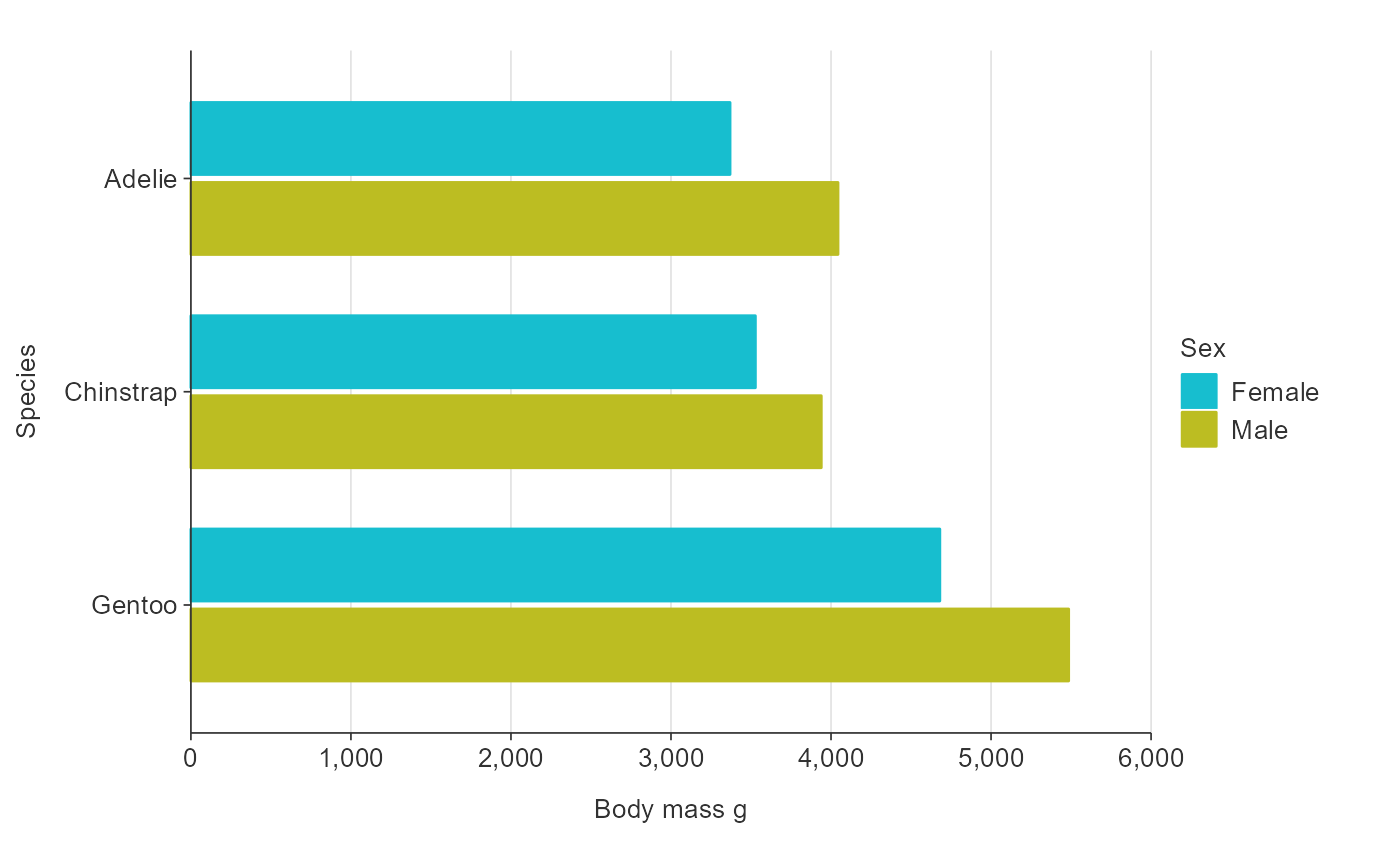 Species
Adelie
Chinstrap
Gentoo
0 1,000 2,000 3,000 4,000 5,000 6,000
Body mass g
Sex
Female
Male